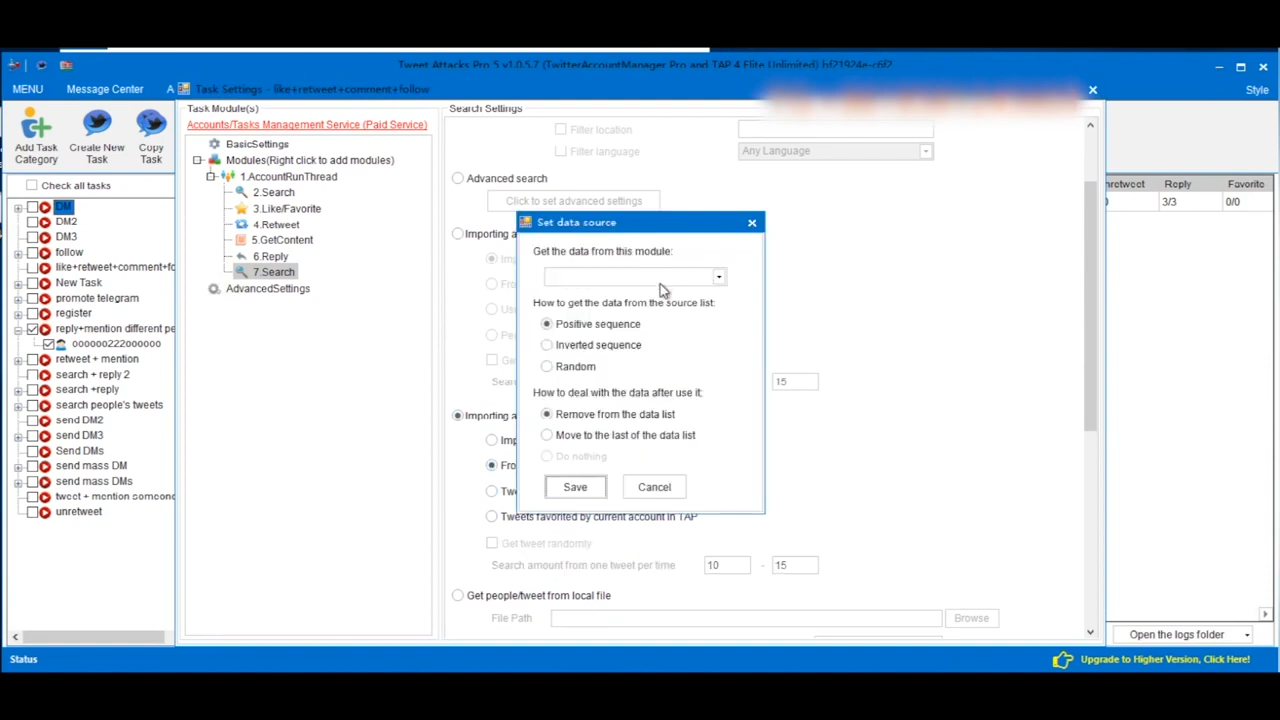 Tweet Attacks Pro 5 v1.0.5.7 (TwitterAccountManager Pro and TAP 4 Elite Unlimited) bf21924e-c6f2
MENU
Message Center
A
Style
Task Settings - like+retweet+comment+follow
Add Task Category
Create New Task
Copy Task
Check all tasks
DM
DM2
DM3
follow
like+retweet+comment+fo
New Task
promote telegram
register
reply+mention different pe
oooooo222oooooo
retweet + mention
search + reply 2
search +reply
search people's tweets
send DM2
send DM3
Send DMs
send mass DM
send mass DMs
tweet + mention someone
unretweet
Task Module(s)
Accounts/Tasks Management Service (Paid Service)
BasicSettings
Modules(Right click to add modules)
1.AccountRunThread
2.Search
3.Like/Favorite
4.Retweet
5.GetContent
6.Reply
7.Search
AdvancedSettings
Search Settings
Filter location
Filter language
Any Language
Advanced search
Click to set advanced settings
Importing a
15
Importing a
Tweets favorited by current account in TAP
Get tweet randomly
Search amount from one tweet per time
10 - 15
Get people/tweet from local file
File Path
Browse
Set data source
Get the data from this module:
How to get the data from the source list:
Positive sequence
Inverted sequence
Random
How to deal with the data after use it:
Remove from the data list
Move to the last of the data list
Do nothing
Save
Cancel
nretweet Reply Favorite
3/3 0/0
Open the logs folder
Status
Upgrade to Higher Version, Click Here!